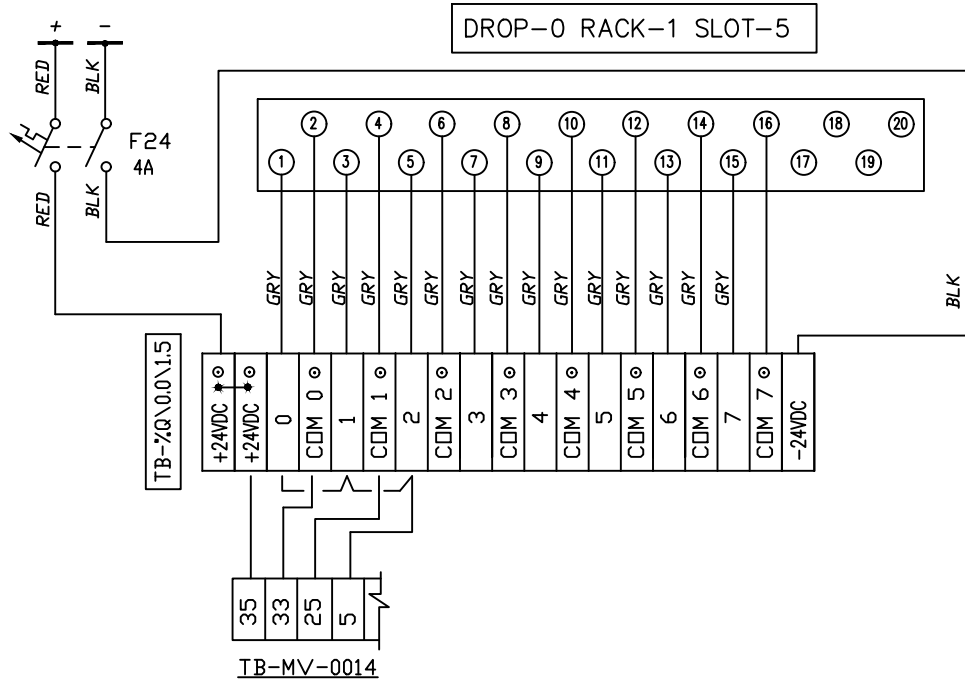 DROP-0 RACK-1 SLOT-5
+ -
RED BLK
F24
4A
RED BLK
2 4 6 8 10 12 14 16 18 20
1 3 5 7 9 11 13 15 17 19
GRY GRY GRY GRY GRY GRY GRY GRY GRY GRY GRY GRY GRY GRY GRY
BLK
TB-%Q\0.0\1.5
+24VDC +24VDC 0 COM 0 1 COM 1 2 COM 2 3 COM 3 4 COM 4 5 COM 5 6 COM 6 7 COM 7 -24VDC
35 33 25 5
TB-MV-0014